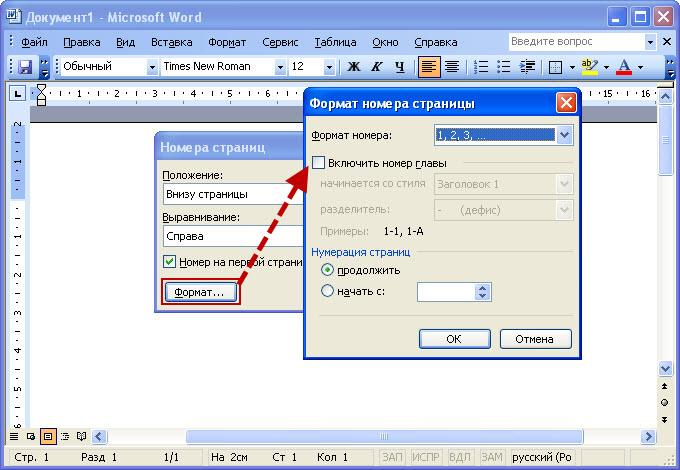 Документ1 - Microsoft Word
Файл Правка Вид Вставка Формат Сервис Таблица Окно Справка Введите вопрос
Обычный Times New Roman 12 Ж К Ч
Формат номера страницы
Формат номера: 1, 2, 3, ...
Включить номер главы
начинается со стиля Заголовок 1
разделитель: - (дефис)
Примеры: 1-1, 1-A
Нумерация страниц
продолжить
начать с:
ОК Отмена
Номера страниц
Положение:
Внизу страницы
Выравнивание:
Справа
Номер на первой страни
Формат...
Стр. 1 Разд 1 1/1 На 2см Ст 1 Кол 1 ЗАП ИСПР ВДЛ ЗАМ русский (Ро